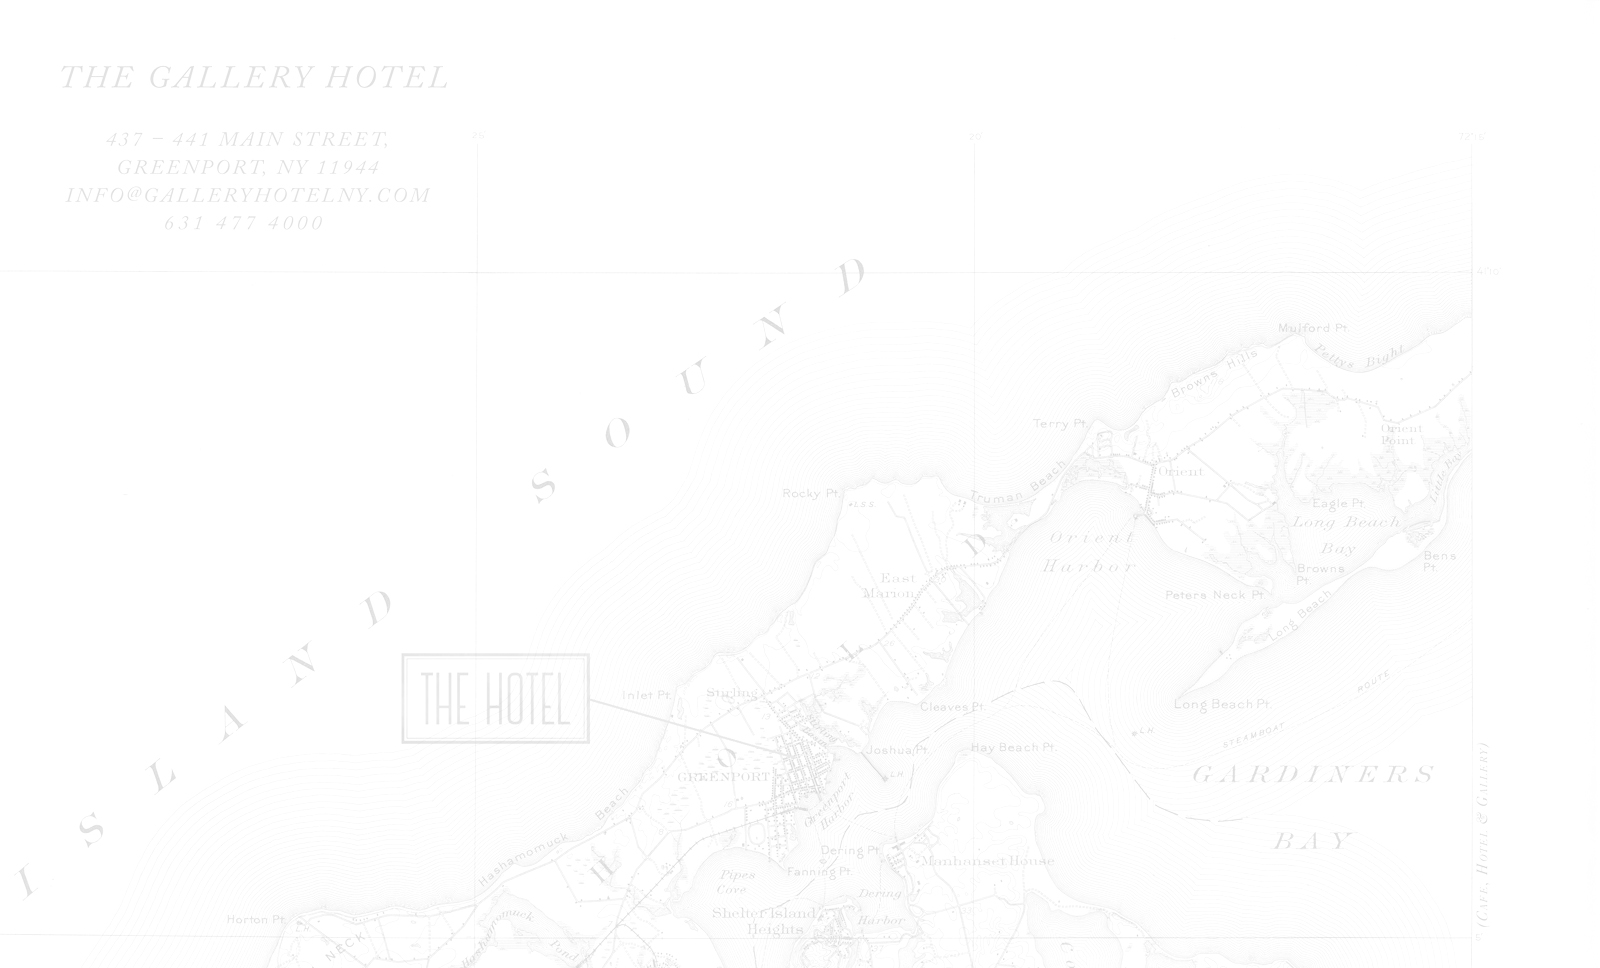 THE GALLERY HOTEL
437 – 441 MAIN STREET,
GREENPORT, NY 11944
INFO@GALLERYHOTELNY.COM
631 477 4000
ISLAND SOUND
Mulford Pt.
Pettys Bight
Browns Hills
Terry Pt.
Orient
Point
Orient
Little Bay
Truman Beach
Rocky Pt.
L.S.S.
Eagle Pt.
Long Beach
Bay
Orient
Harbor
Bens
Pt.
Browns
Pt.
East
Marion
Peters Neck Pt.
Long Beach
THE HOTEL
Inlet Pt.
Stirling
Cleaves Pt.
Long Beach Pt.
ROUTE
STEAMBOAT
L.H.
Joshua Pt.
Hay Beach Pt.
L.H.
GREENPORT
GARDINERS
BAY
Greenport
Harbor
Hashamomuck Beach
Dering Pt.
Manhanset House
Fanning Pt.
Pipes
Cove
Dering
Harbor
Shelter Island
Heights
Horton Pt.
NECK
Hashamomuck
Pond
(CAFE, HOTEL & GALLERY)